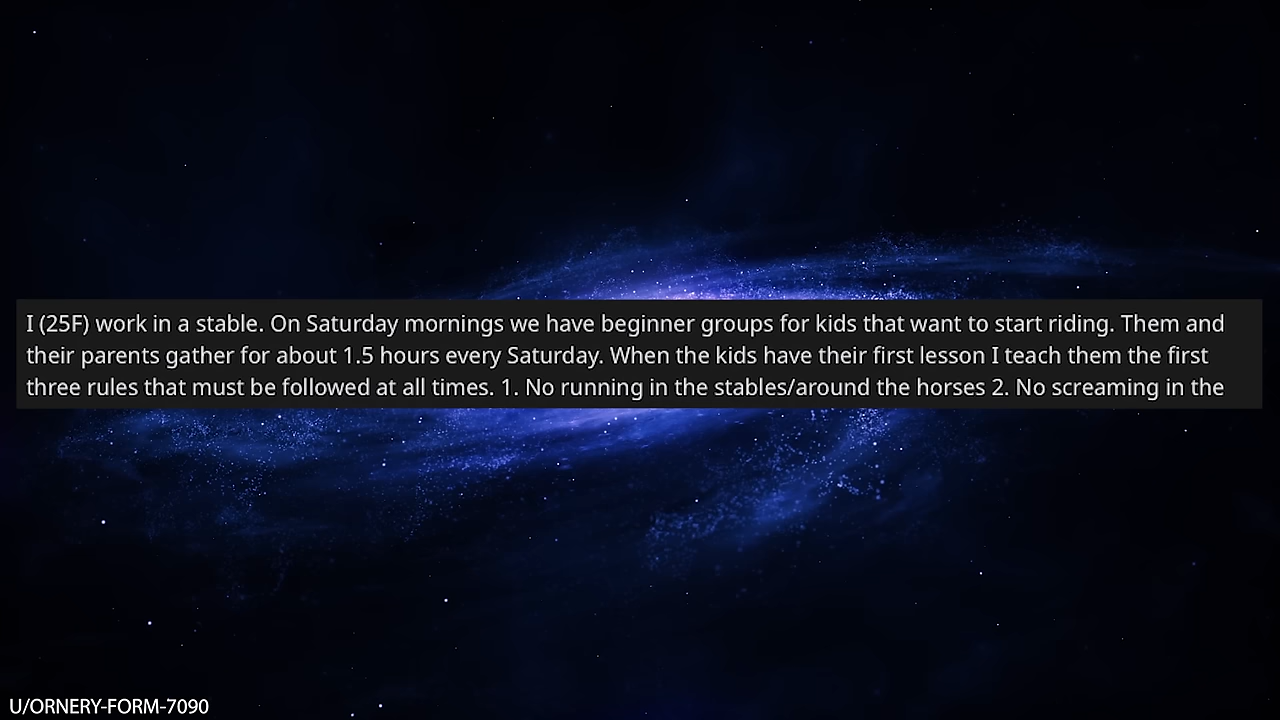 I (25F) work in a stable. On Saturday mornings we have beginner groups for kids that want to start riding. Them and
their parents gather for about 1.5 hours every Saturday. When the kids have their first lesson I teach them the first
three rules that must be followed at all times. 1. No running in the stables/around the horses 2. No screaming in the
U/ORNERY-FORM-7090